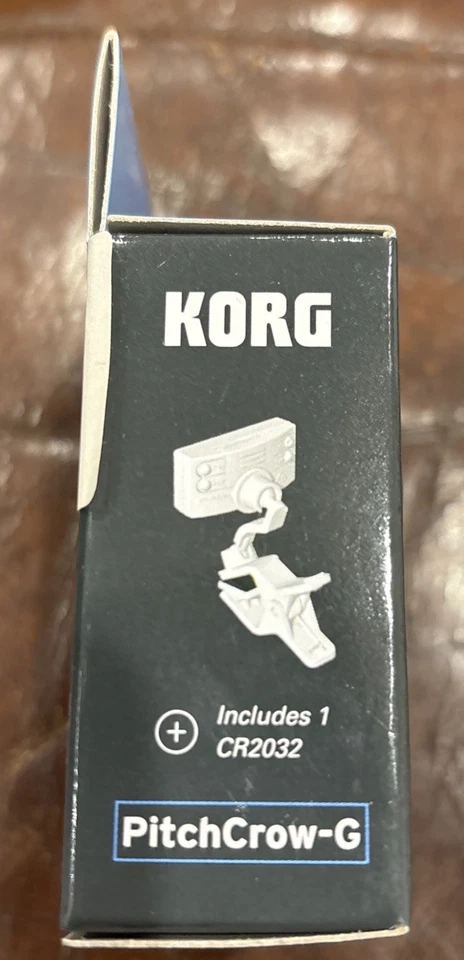 KORG
Includes 1
CR2032
PitchCrow-G